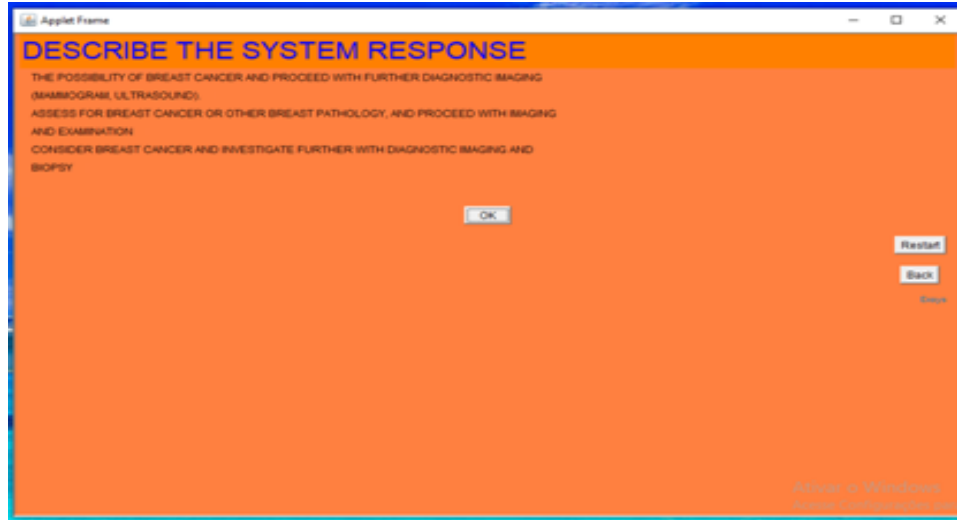 Applet Frame
DESCRIBE THE SYSTEM RESPONSE
THE POSSIBILITY OF BREAST CANCER AND PROCEED WITH FURTHER DIAGNOSTIC IMAGING
(MAMMOGRAM, ULTRASOUND).
ASSESS FOR BREAST CANCER OR OTHER BREAST PATHOLOGY, AND PROCEED WITH IMAGING
AND EXAMINATION
CONSIDER BREAST CANCER AND INVESTIGATE FURTHER WITH DIAGNOSTIC IMAGING AND
BIOPSY
OK
Restart
Back
Ativar o Windows